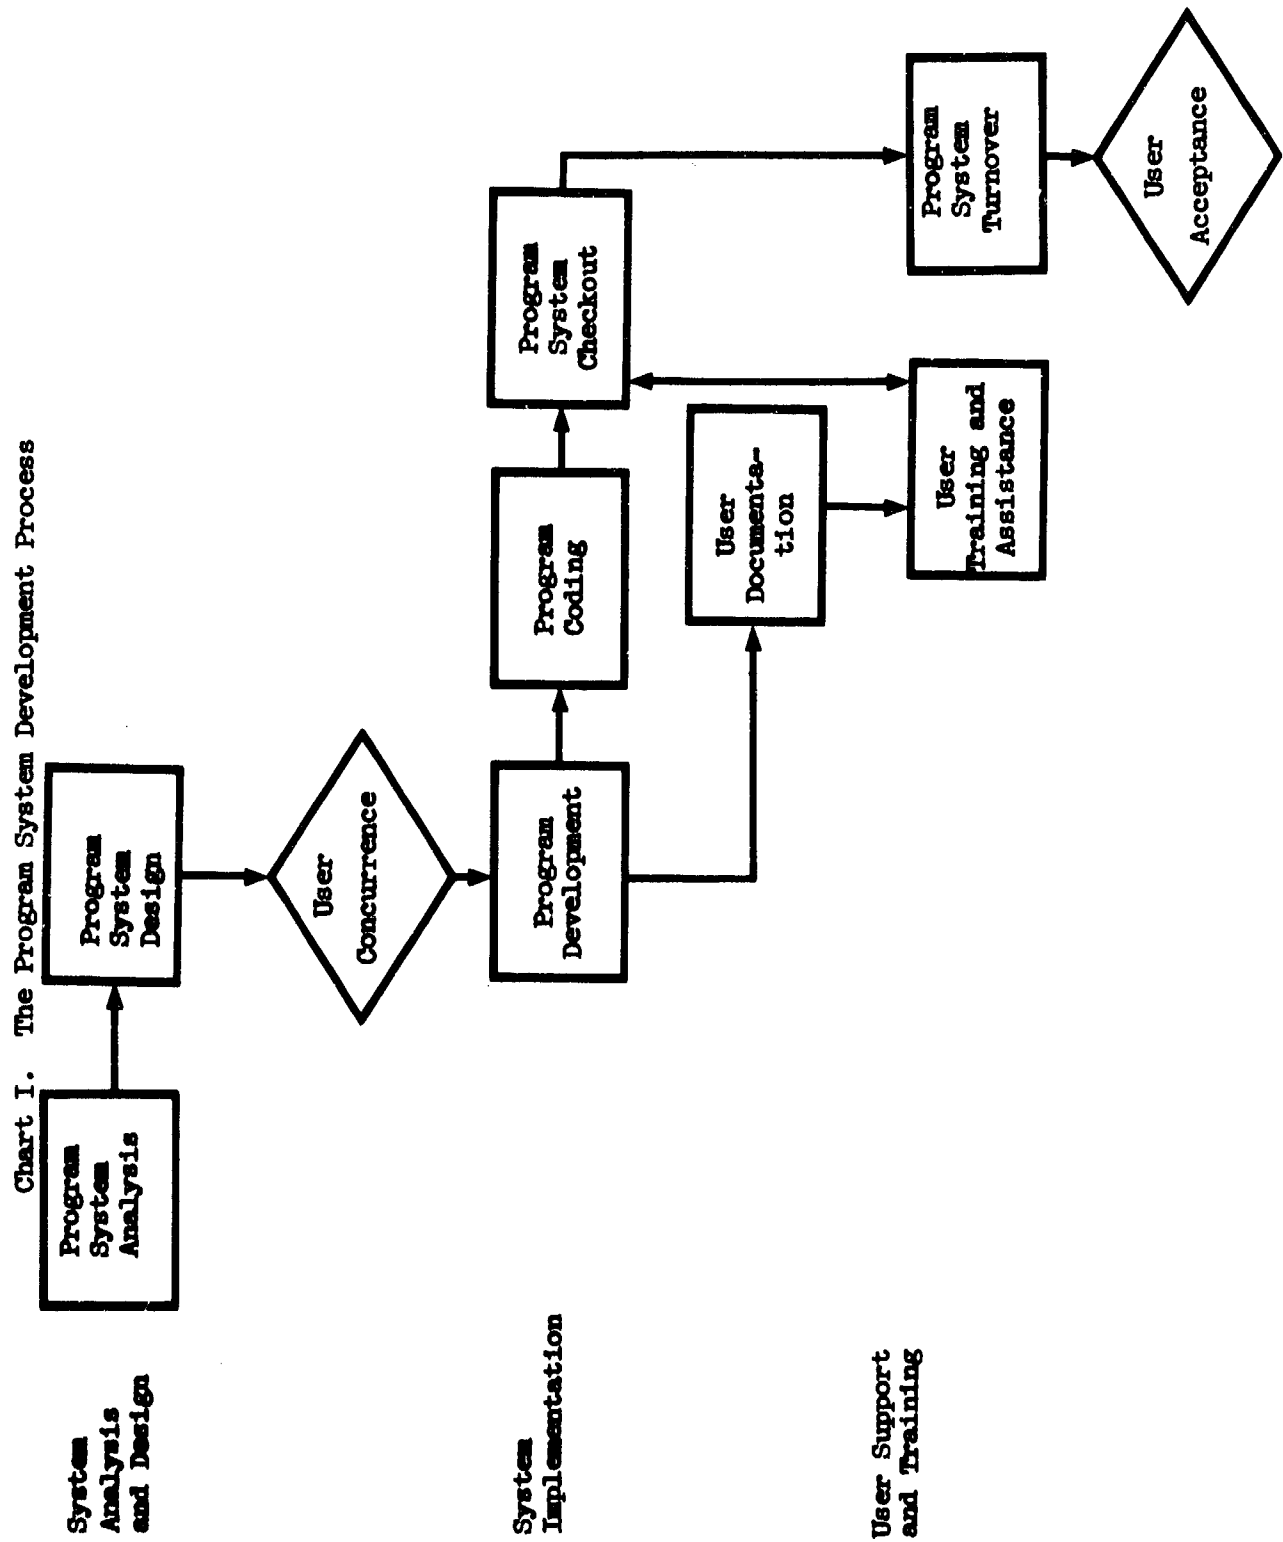 Chart I. The Program System Development Process
System
Analysis
and Design
Program
System
Analysis
Program
System
Design
User
Concurrence
System
Implementation
Program
Development
Program
Coding
Program
System
Checkout
User
Documenta-
tion
User Support
and Training
User
Training and
Assistance
Program
System
Turnover
User
Acceptance